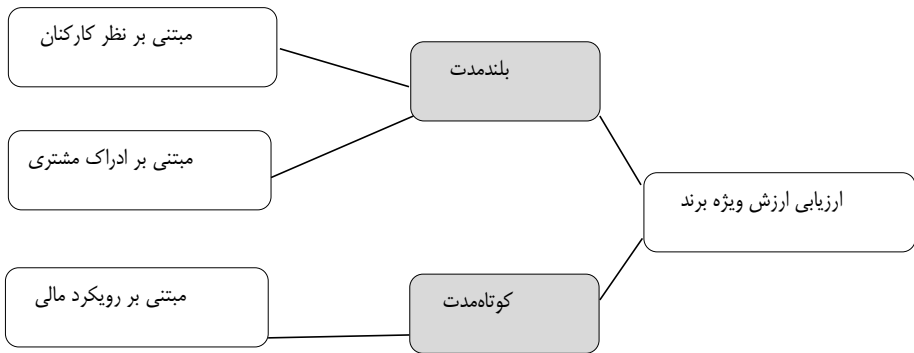 مبتنی بر نظر کارکنان
بلندمدت
مبتنی بر ادراک مشتری
ارزیابی ارزش ویژه برند
کوتاه‌مدت
مبتنی بر رویکرد مالی